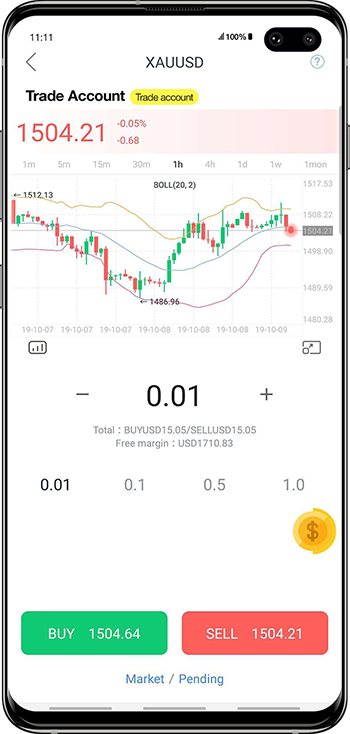 11:11 100%
XAUUSD ?
Trade Account Trade account
1504.21 -0.05%
-0.68
1m 5m 15m 30m 1h 4h 1d 1w 1mon
BOLL(20, 2)
1517.53
← 1512.13
1508.22
1504.21
1498.90
1489.59
← 1486.96
1480.28
19-10-07 19-10-07 19-10-08 19-10-08 19-10-08 19-10-09
− 0.01 +
Total : BUYUSD15.05/SELLUSD15.05
Free margin : USD1710.83
0.01 0.1 0.5 1.0
$
BUY 1504.64 SELL 1504.21
Market / Pending